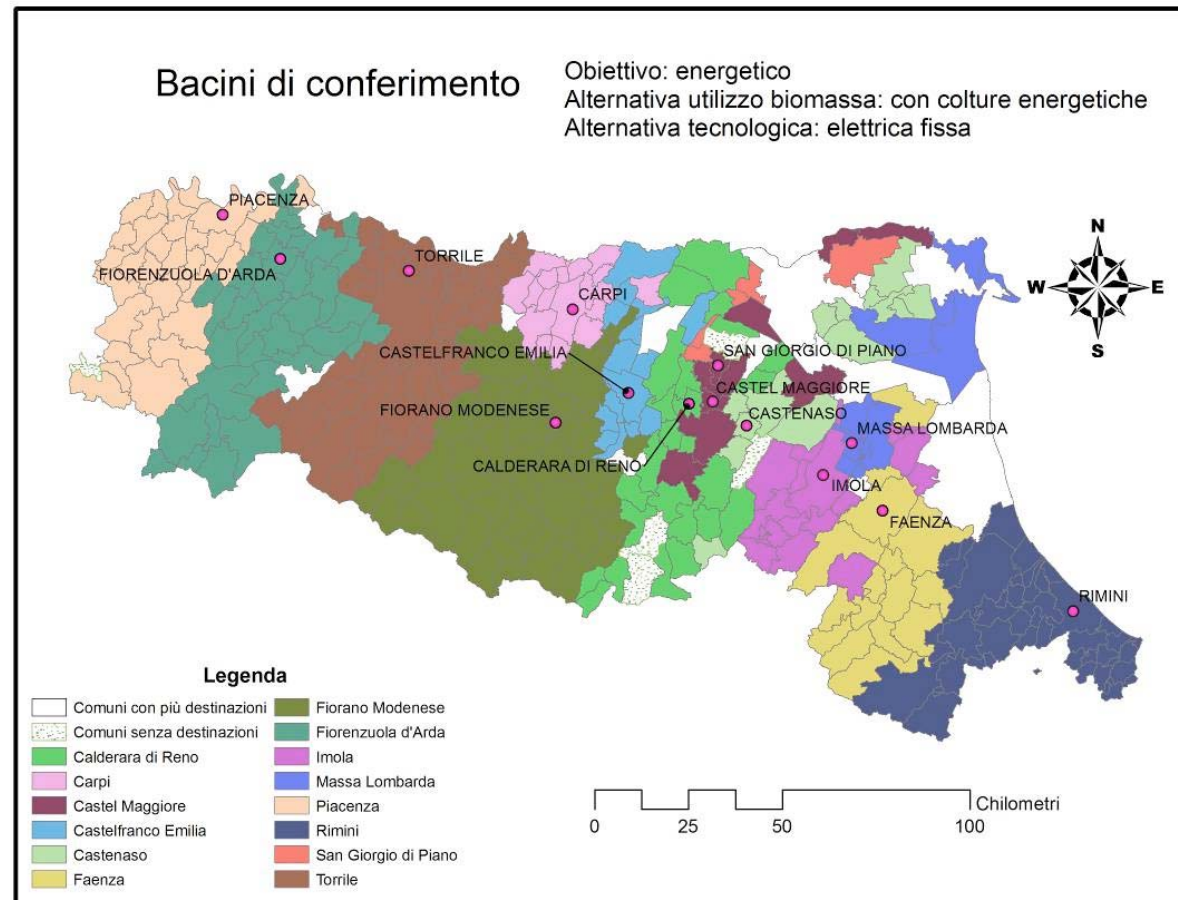 Bacini di conferimento
Obiettivo: energetico
Alternativa utilizzo biomassa: con colture energetiche
Alternativa tecnologica: elettrica fissa
N
W
E
S
PIACENZA
FIORENZUOLA D'ARDA
TORRILE
CARPI
CASTELFRANCO EMILIA
SAN GIORGIO DI PIANO
CASTEL MAGGIORE
FIORANO MODENESE
CASTENASO
MASSA LOMBARDA
CALDERARA DI RENO
IMOLA
FAENZA
RIMINI
Legenda
Comuni con più destinazioni
Comuni senza destinazioni
Calderara di Reno
Carpi
Castel Maggiore
Castelfranco Emilia
Castenaso
Faenza
Fiorano Modenese
Fiorenzuola d'Arda
Imola
Massa Lombarda
Piacenza
Rimini
San Giorgio di Piano
Torrile
Chilometri
0 25 50 100